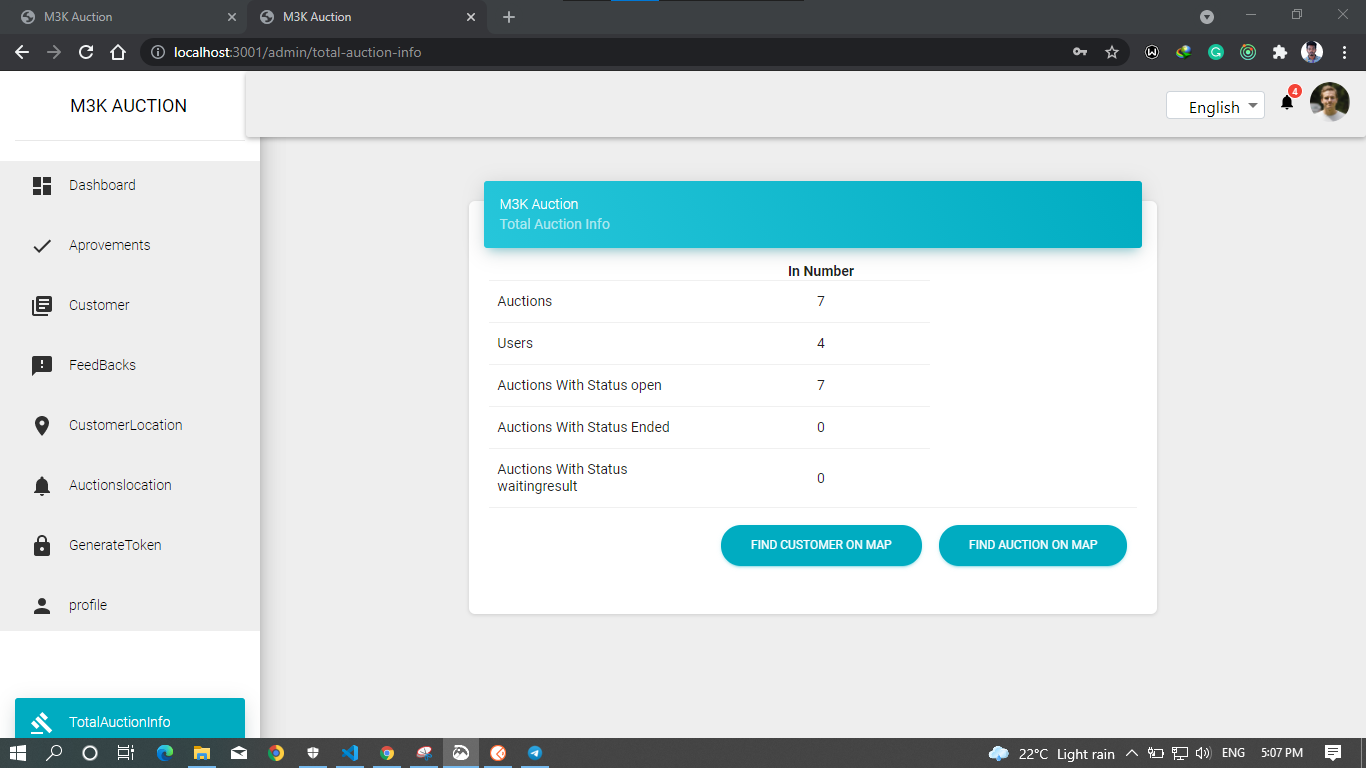 M3K Auction
M3K Auction
localhost:3001/admin/total-auction-info
M3K AUCTION
English
4
Dashboard
Aprovements
Customer
FeedBacks
CustomerLocation
Auctionslocation
GenerateToken
profile
TotalAuctionInfo
M3K Auction
Total Auction Info
In Number
Auctions 7
Users 4
Auctions With Status open 7
Auctions With Status Ended 0
Auctions With Status
waitingresult 0
FIND CUSTOMER ON MAP FIND AUCTION ON MAP
22°C Light rain ENG 5:07 PM